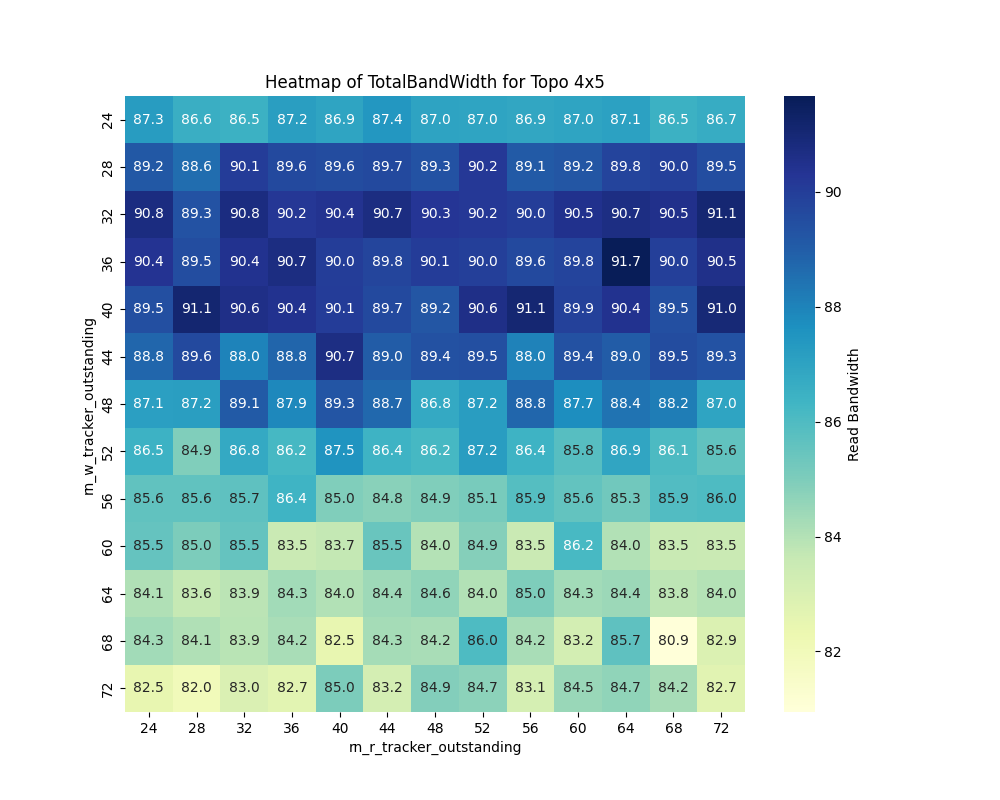 Heatmap of TotalBandWidth for Topo 4x5
24 87.3 86.6 86.5 87.2 86.9 87.4 87.0 87.0 86.9 87.0 87.1 86.5 86.7
28 89.2 88.6 90.1 89.6 89.6 89.7 89.3 90.2 89.1 89.2 89.8 90.0 89.5
32 90.8 89.3 90.8 90.2 90.4 90.7 90.3 90.2 90.0 90.5 90.7 90.5 91.1
36 90.4 89.5 90.4 90.7 90.0 89.8 90.1 90.0 89.6 89.8 91.7 90.0 90.5
40 89.5 91.1 90.6 90.4 90.1 89.7 89.2 90.6 91.1 89.9 90.4 89.5 91.0
44 88.8 89.6 88.0 88.8 90.7 89.0 89.4 89.5 88.0 89.4 89.0 89.5 89.3
48 87.1 87.2 89.1 87.9 89.3 88.7 86.8 87.2 88.8 87.7 88.4 88.2 87.0
52 86.5 84.9 86.8 86.2 87.5 86.4 86.2 87.2 86.4 85.8 86.9 86.1 85.6
56 85.6 85.6 85.7 86.4 85.0 84.8 84.9 85.1 85.9 85.6 85.3 85.9 86.0
60 85.5 85.0 85.5 83.5 83.7 85.5 84.0 84.9 83.5 86.2 84.0 83.5 83.5
64 84.1 83.6 83.9 84.3 84.0 84.4 84.6 84.0 85.0 84.3 84.4 83.8 84.0
68 84.3 84.1 83.9 84.2 82.5 84.3 84.2 86.0 84.2 83.2 85.7 80.9 82.9
72 82.5 82.0 83.0 82.7 85.0 83.2 84.9 84.7 83.1 84.5 84.7 84.2 82.7
24 28 32 36 40 44 48 52 56 60 64 68 72
rn_r_tracker_outstanding
rn_w_tracker_outstanding
90
88
86
84
82
Read Bandwidth